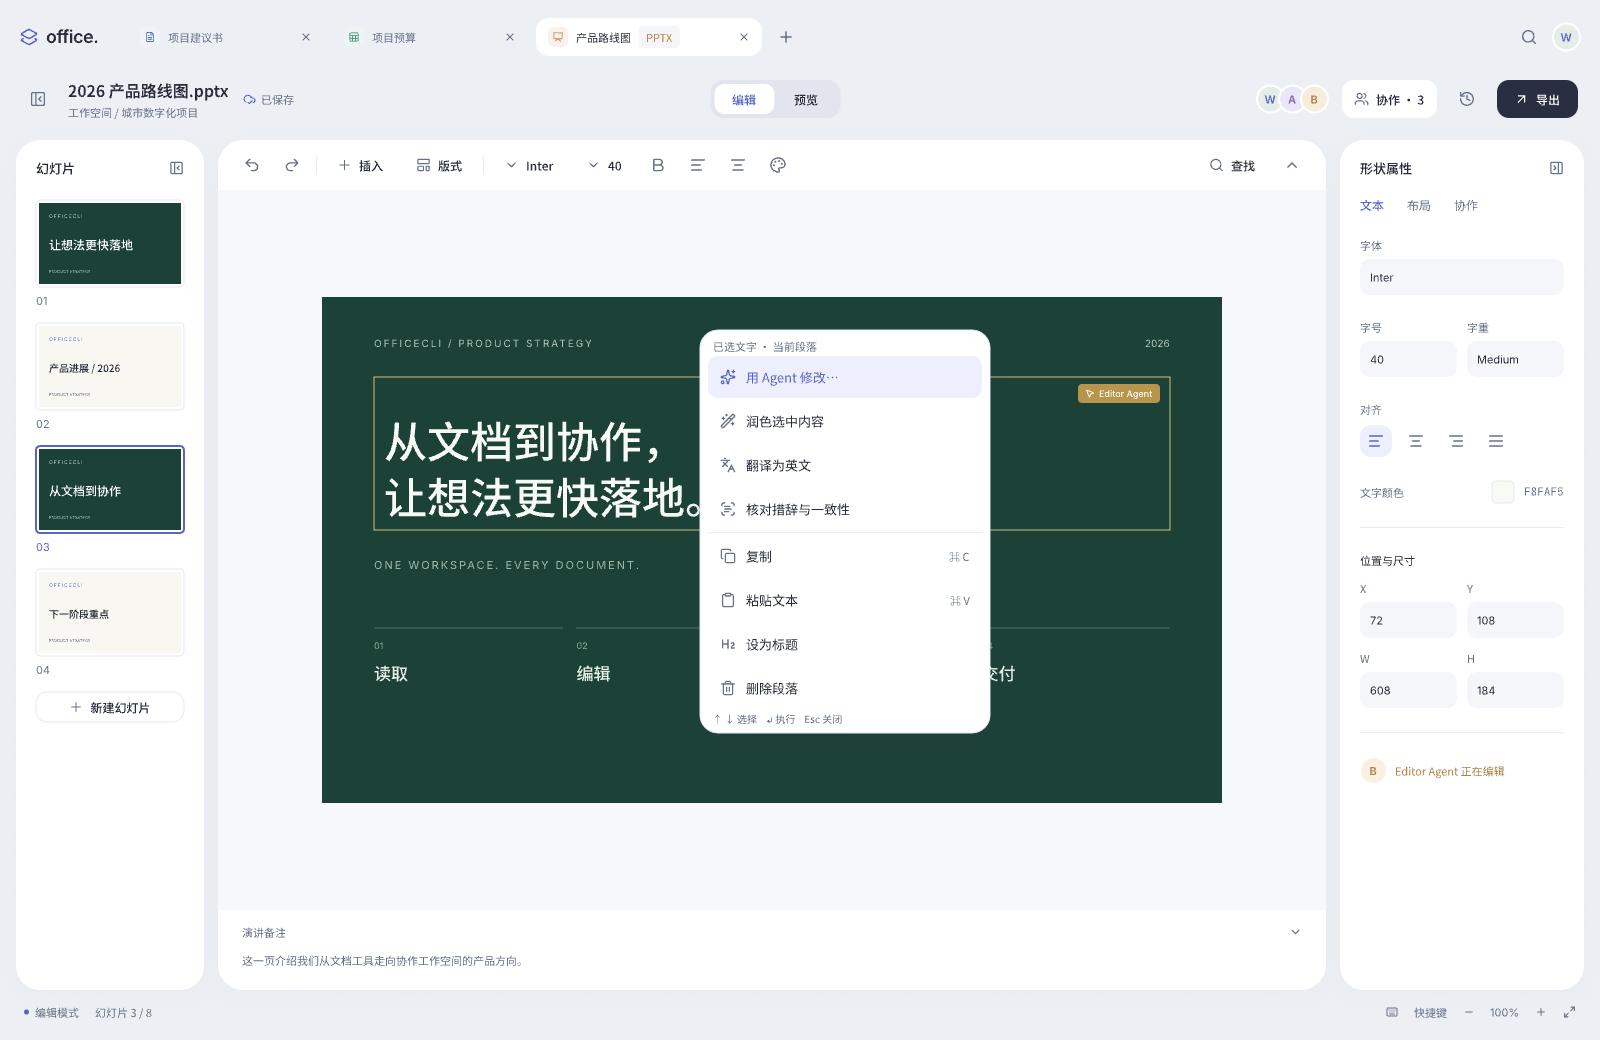 office.
项目建议书
项目预算
产品路线图 PPTX
W
2026 产品路线图.pptx
已保存
工作空间 / 城市数字化项目
编辑 预览
W A B
协作 · 3
导出
幻灯片
OFFICECLI
让想法更快落地
PRODUCT STRATEGY
01
OFFICECLI
产品进展 / 2026
PRODUCT STRATEGY
02
OFFICECLI
从文档到协作
PRODUCT STRATEGY
03
OFFICECLI
下一阶段重点
PRODUCT STRATEGY
04
新建幻灯片
插入 版式 Inter 40 B 查找
OFFICECLI / PRODUCT STRATEGY
2026
Editor Agent
从文档到协作，
让想法更快落地。
ONE WORKSPACE. EVERY DOCUMENT.
01
读取
02
编辑
交付
已选文字 · 当前段落
用 Agent 修改···
润色选中内容
翻译为英文
核对措辞与一致性
复制 ⌘ C
粘贴文本 ⌘ V
H2 设为标题
删除段落
↑ ↓ 选择 ↲ 执行 Esc 关闭
演讲备注
这一页介绍我们从文档工具走向协作工作空间的产品方向。
形状属性
文本 布局 协作
字体
Inter
字号 字重
40 Medium
对齐
文字颜色 F8FAF5
位置与尺寸
X Y
72 108
W H
608 184
B Editor Agent 正在编辑
编辑模式 幻灯片 3 / 8
快捷键 − 100% +